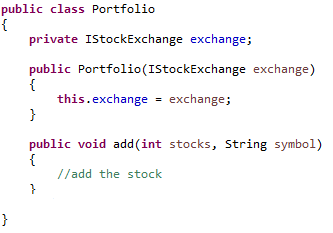 public class Portfolio
{
    private IStockExchange exchange;

    public Portfolio(IStockExchange exchange)
    {
        this.exchange = exchange;
    }

    public void add(int stocks, String symbol)
    {
        //add the stock
    }

}